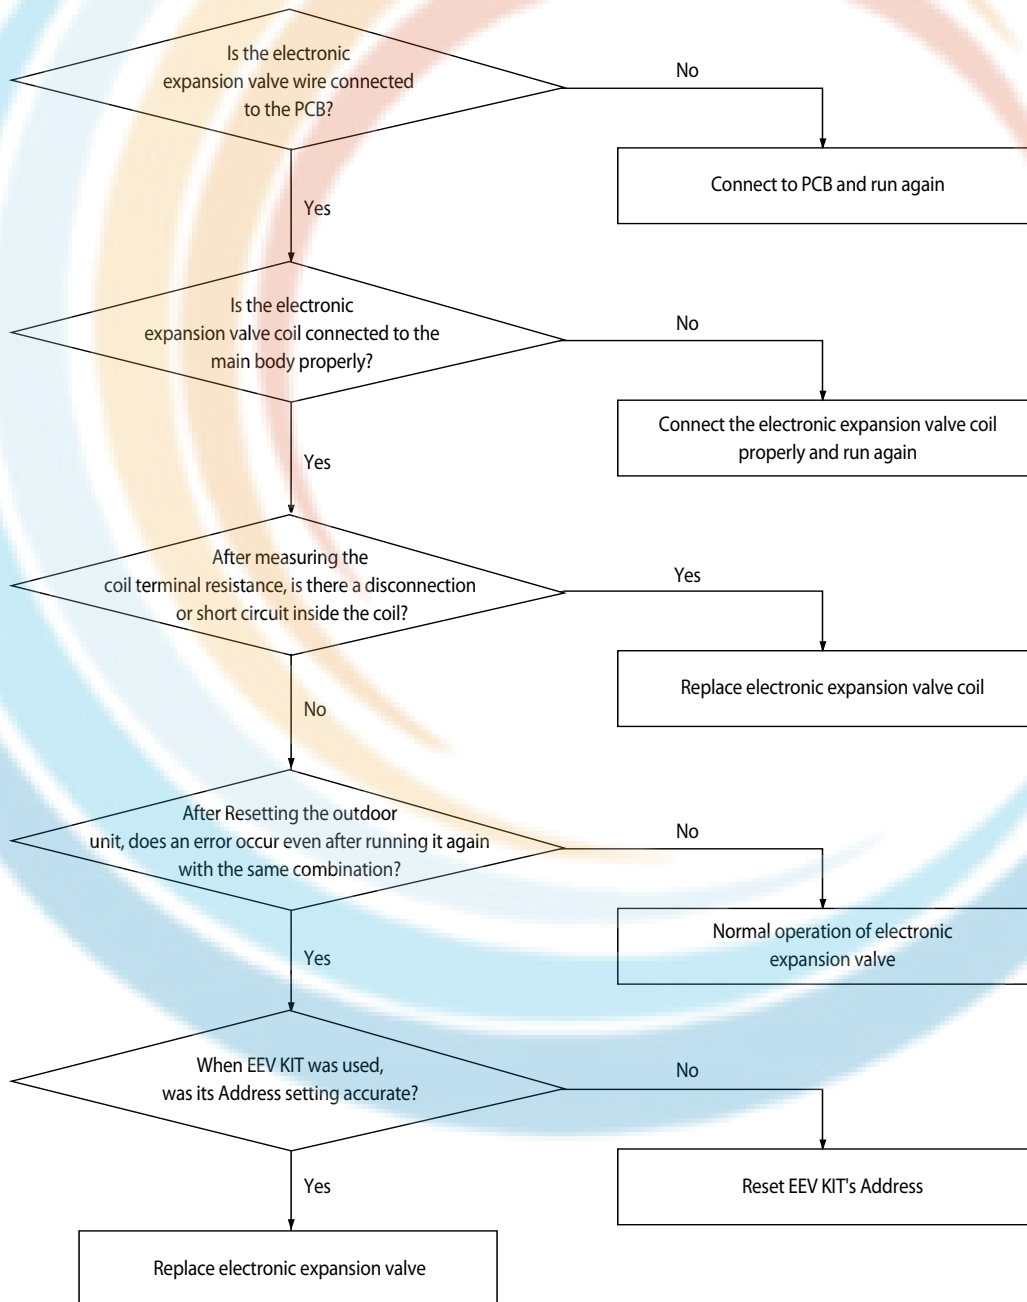 Is the electronic
expansion valve wire connected
to the PCB?
No
Connect to PCB and run again
Yes
Is the electronic
expansion valve coil connected to the
main body properly?
No
Connect the electronic expansion valve coil
properly and run again
Yes
After measuring the
coil terminal resistance, is there a disconnection
or short circuit inside the coil?
Yes
Replace electronic expansion valve coil
No
After Resetting the outdoor
unit, does an error occur even after running it again
with the same combination?
No
Normal operation of electronic
expansion valve
Yes
When EEV KIT was used,
was its Address setting accurate?
No
Reset EEV KIT's Address
Yes
Replace electronic expansion valve